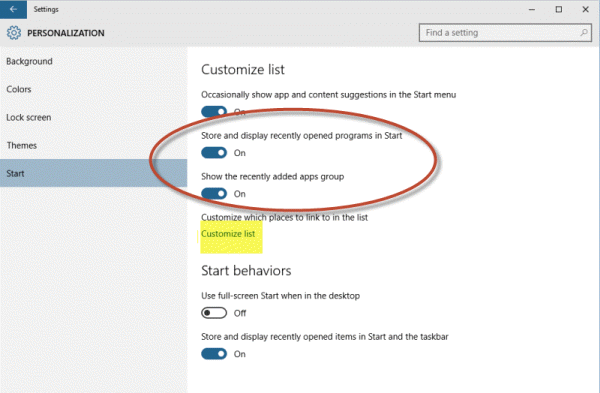 Settings
PERSONALIZATION
Find a setting
Background
Colors
Lock screen
Themes
Start
Customize list
Occasionally show app and content suggestions in the Start menu
On
Store and display recently opened programs in Start
On
Show the recently added apps group
On
Customize which places to link to in the list
Customize list
Start behaviors
Use full-screen Start when in the desktop
Off
Store and display recently opened items in Start and the taskbar
On